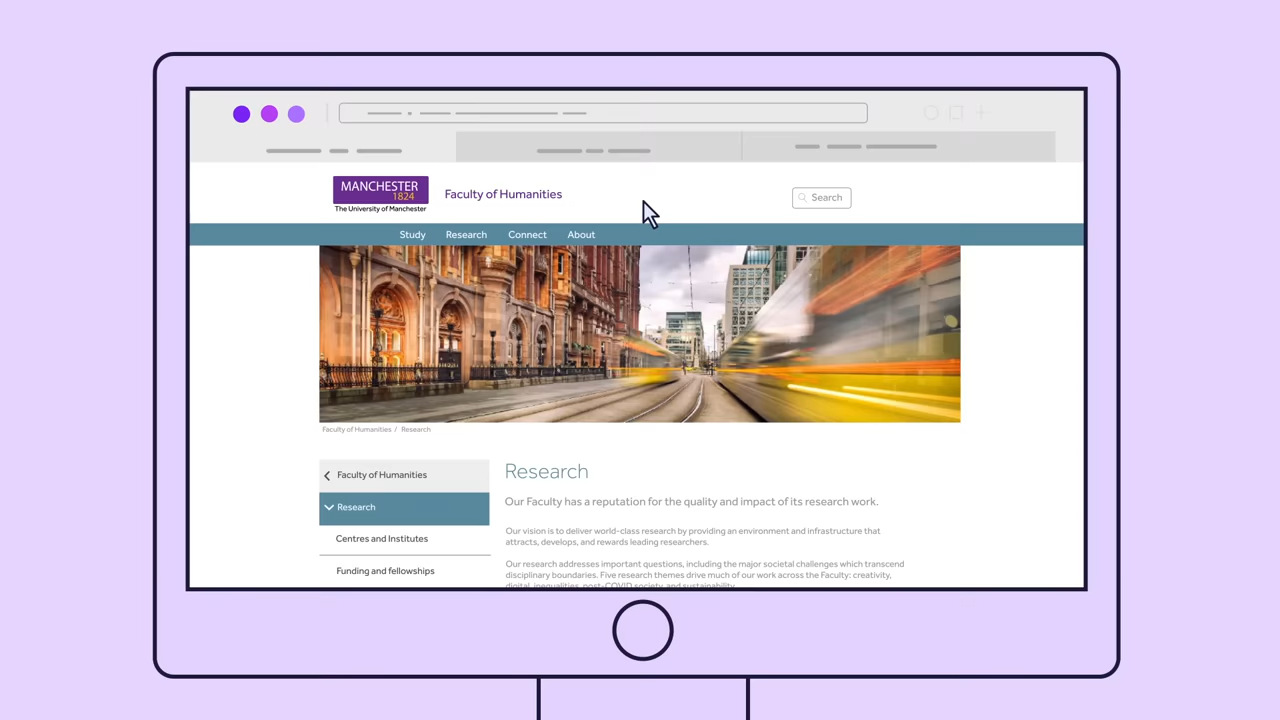 MANCHESTER
1824
The University of Manchester
Faculty of Humanities
Search
Study Research Connect About
Faculty of Humanities / Research
Faculty of Humanities
Research
Centres and Institutes
Funding and fellowships
Research
Our Faculty has a reputation for the quality and impact of its research work.
Our vision is to deliver world-class research by providing an environment and infrastructure that
attracts, develops, and rewards leading researchers.
Our research addresses important questions, including the major societal challenges which transcend
disciplinary boundaries. Five research themes drive much of our work across the Faculty: creativity,
digital, inequalities, post-COVID society, and sustainability.